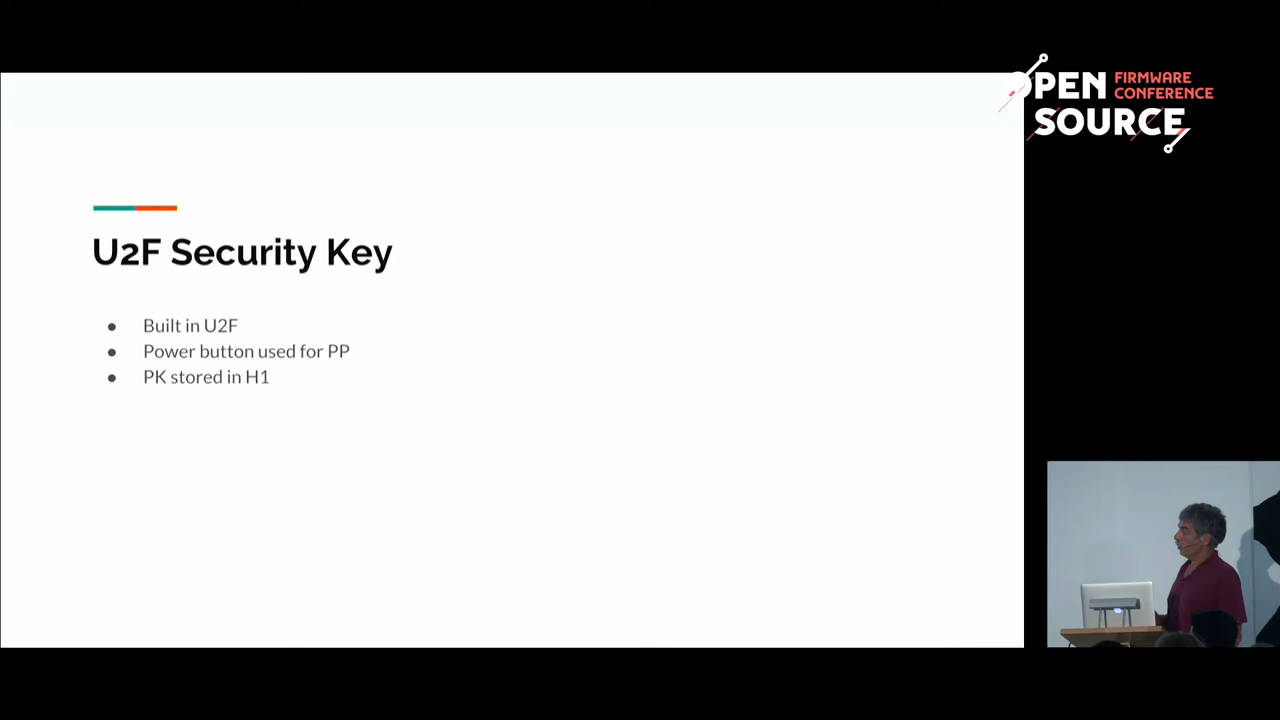 OPEN FIRMWARE
CONFERENCE
SOURCE
U2F Security Key
● Built in U2F
● Power button used for PP
● PK stored in H1